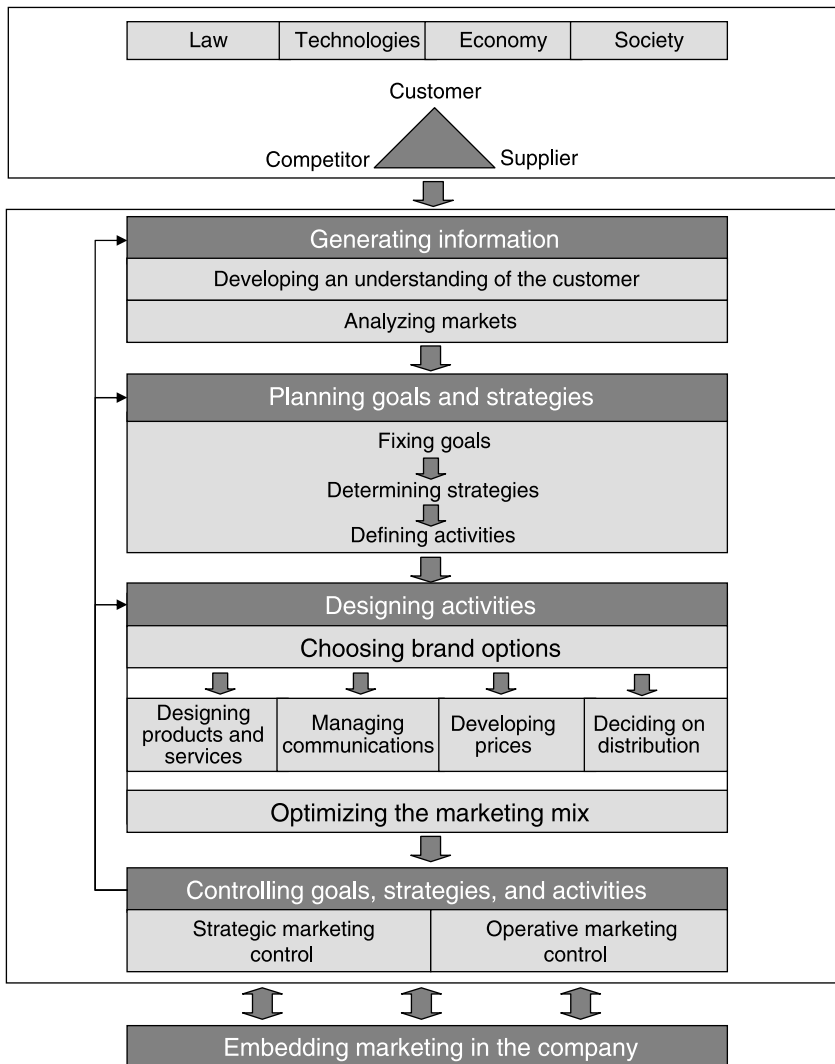 Law
Technologies
Economy
Society
Customer
Competitor
Supplier
Generating information
Developing an understanding of the customer
Analyzing markets
Planning goals and strategies
Fixing goals
Determining strategies
Defining activities
Designing activities
Choosing brand options
Designing
products and
services
Managing
communications
Developing
prices
Deciding on
distribution
Optimizing the marketing mix
Controlling goals, strategies, and activities
Strategic marketing
control
Operative marketing
control
Embedding marketing in the company